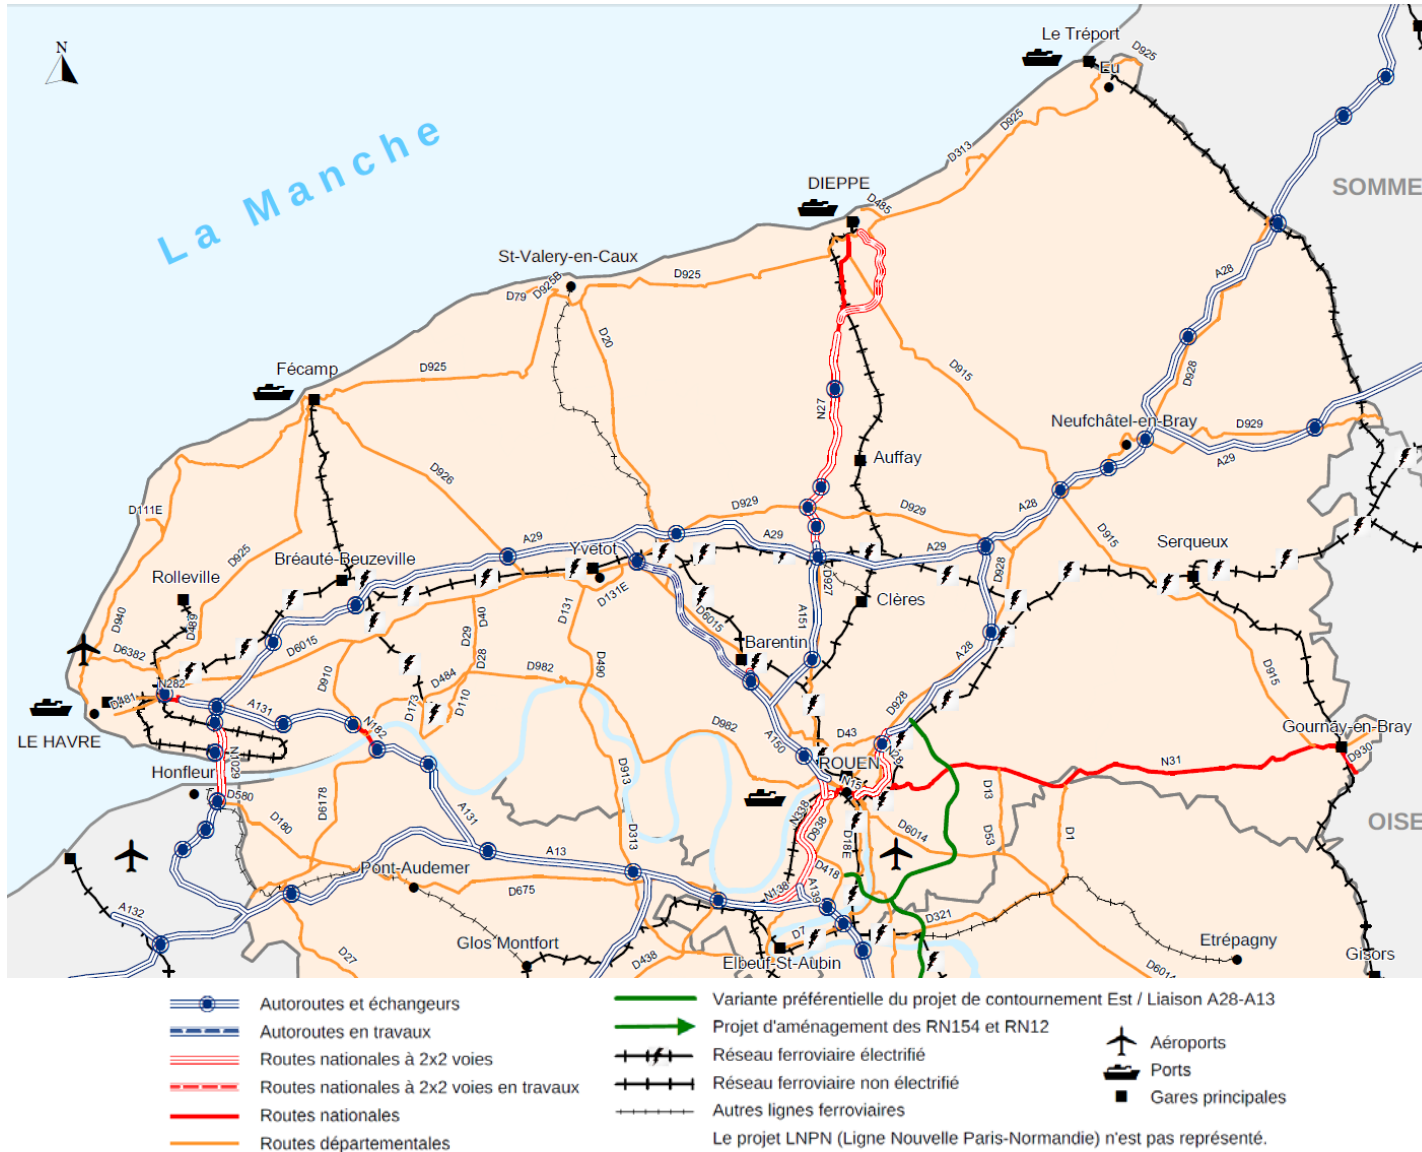 N
Le Tréport
D925
Eu
D925
D313
SOMME
La Manche
DIEPPE
D485
St-Valery-en-Caux
D925
D925B
D79
A28
D20
Fécamp
D925
D915
D928
N27
Neufchâtel-en-Bray
D929
A29
D926
Auffay
D111E
D929
D929
A28
D925
A29
A29
A29
D915
Yvetot
Serqueux
Bréauté-Beuzeville
D928
D927
Rolleville
D131E
D131
Clères
D940
D489
D40
D6015
A151
D29
D6015
Barentin
D6382
D28
A28
D910
D982
D490
D484
D915
N282
D481
D173
D110
A131
D928
N182
D982
Gournay-en-Bray
LE HAVRE
D43
A150
N28
D930
N1029
ROUEN
N31
Honfleur
D913
N15
D580
D6178
D13
N338
OISE
D180
D938
D6014
A131
D313
D18E
D53
D1
A13
Pont-Audemer
D418
D675
N138
A139
A132
D321
D7
Glos Montfort
Etrépagny
D27
D438
Elbeuf-St-Aubin
D6014
Gisors
Autoroutes et échangeurs
Autoroutes en travaux
Routes nationales à 2x2 voies
Routes nationales à 2x2 voies en travaux
Routes nationales
Routes départementales
Variante préférentielle du projet de contournement Est / Liaison A28-A13
Projet d'aménagement des RN154 et RN12
Réseau ferroviaire électrifié
Réseau ferroviaire non électrifié
Autres lignes ferroviaires
Le projet LNPN (Ligne Nouvelle Paris-Normandie) n'est pas représenté.
Aéroports
Ports
Gares principales